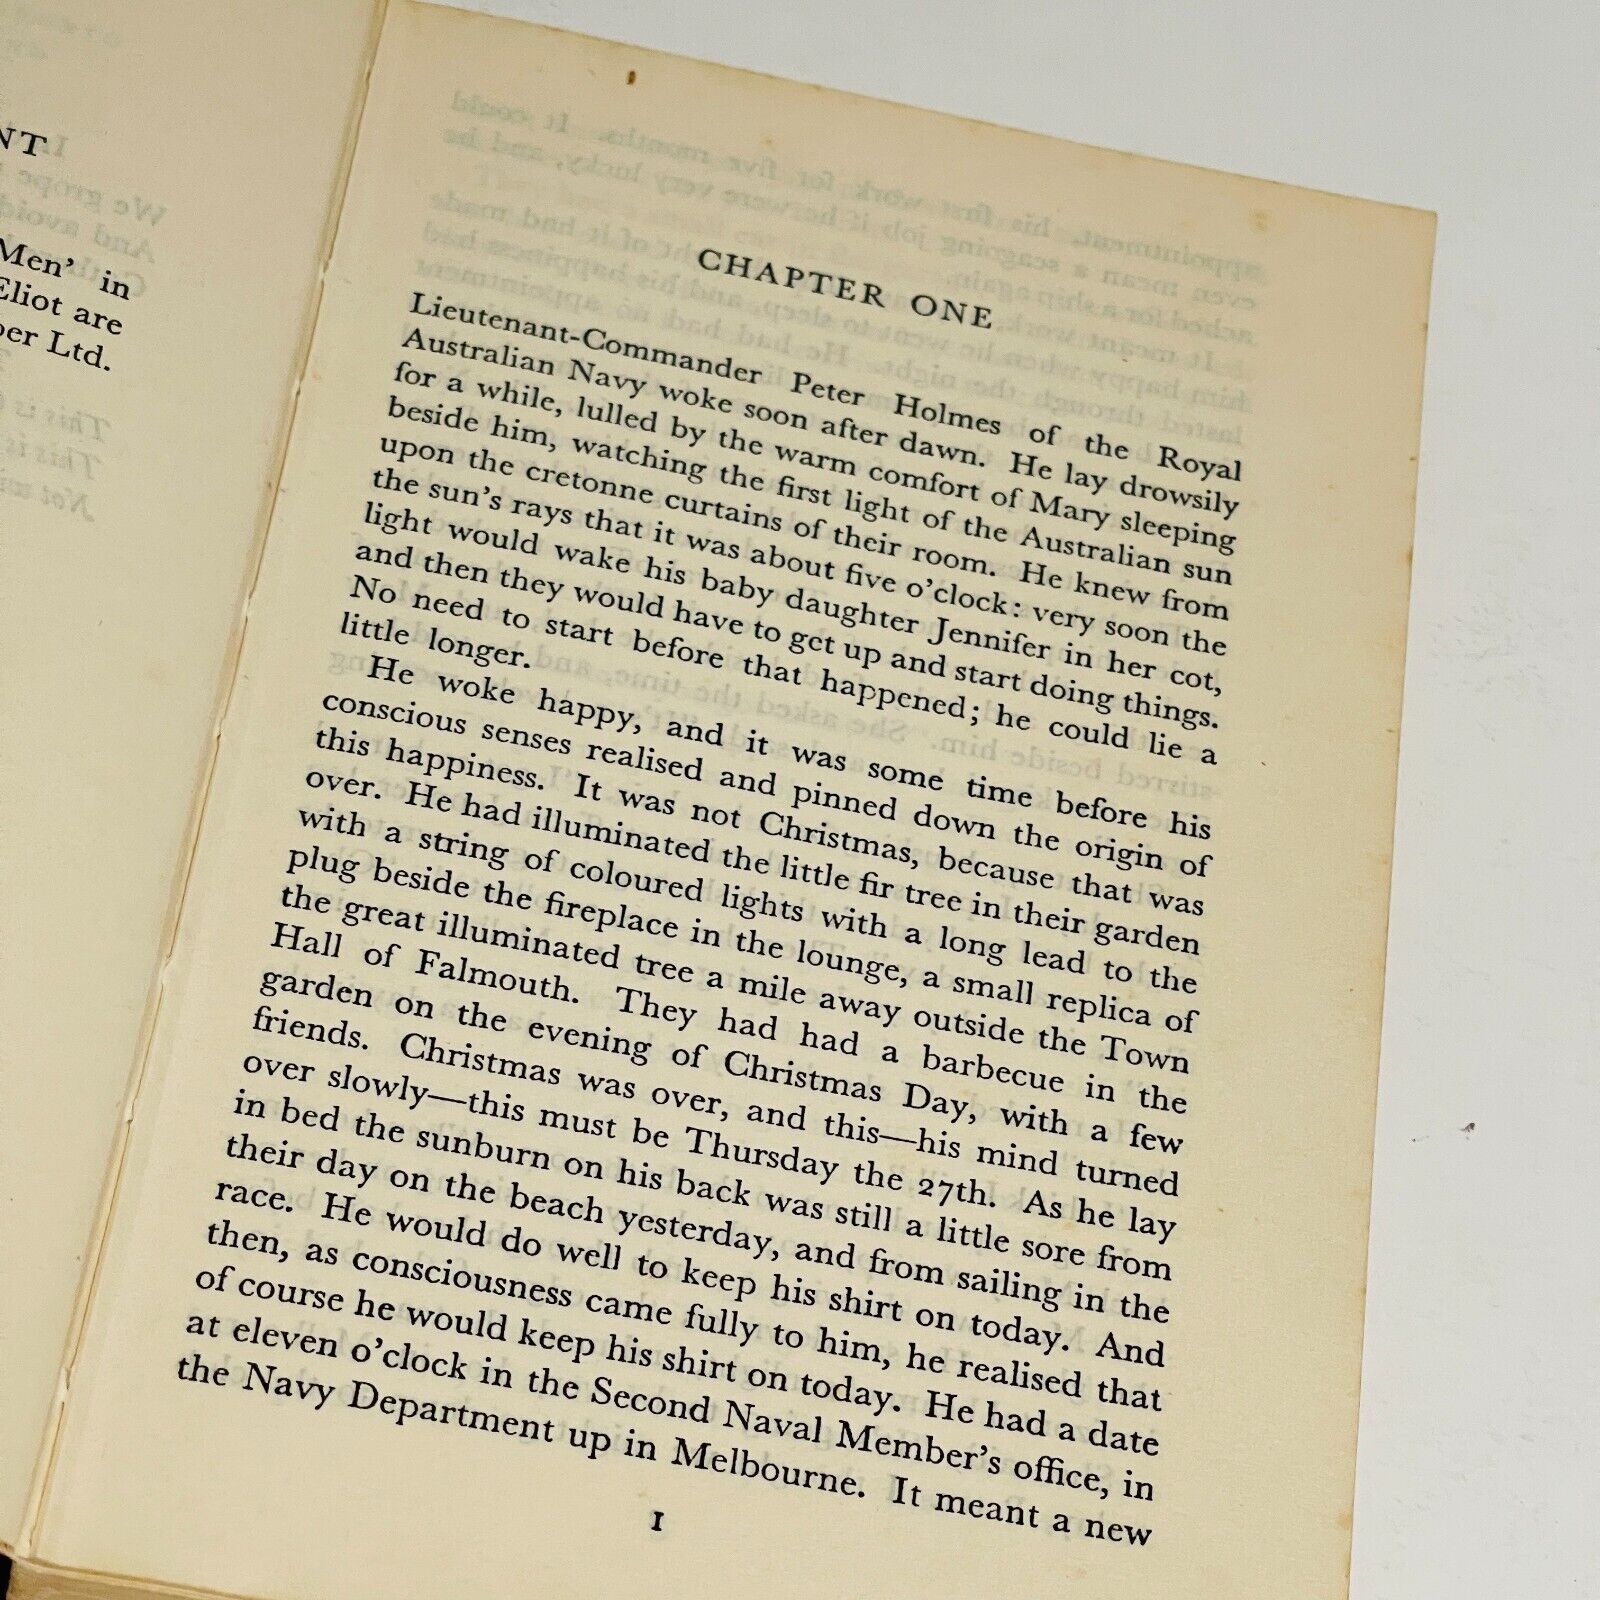 NT
Men' in
Eliot are
ber Ltd.
CHAPTER ONE
Lieutenant-Commander Peter Holmes of the Royal
Australian Navy woke soon after dawn. He lay drowsily
for a while, lulled by the warm comfort of Mary sleeping
beside him, watching the first light of the Australian sun
upon the cretonne curtains of their room. He knew from
the sun's rays that it was about five o'clock: very soon the
light would wake his baby daughter Jennifer in her cot,
and then they would have to get up and start doing things.
No need to start before that happened; he could lie a
little longer.
He woke happy, and it was some time before his
conscious senses realised and pinned down the origin of
this happiness. It was not Christmas, because that was
over. He had illuminated the little fir tree in their garden
with a string of coloured lights with a long lead to the
plug beside the fireplace in the lounge, a small replica of
the great illuminated tree a mile away outside the Town
Hall of Falmouth. They had had a barbecue in the
garden on the evening of Christmas Day, with a few
friends. Christmas was over, and this—his mind turned
over slowly—this must be Thursday the 27th. As he lay
in bed the sunburn on his back was still a little sore from
their day on the beach yesterday, and from sailing in the
race. He would do well to keep his shirt on today. And
then, as consciousness came fully to him, he realised that
of course he would keep his shirt on today. He had a date
at eleven o'clock in the Second Naval Member's office, in
the Navy Department up in Melbourne. It meant a new
1